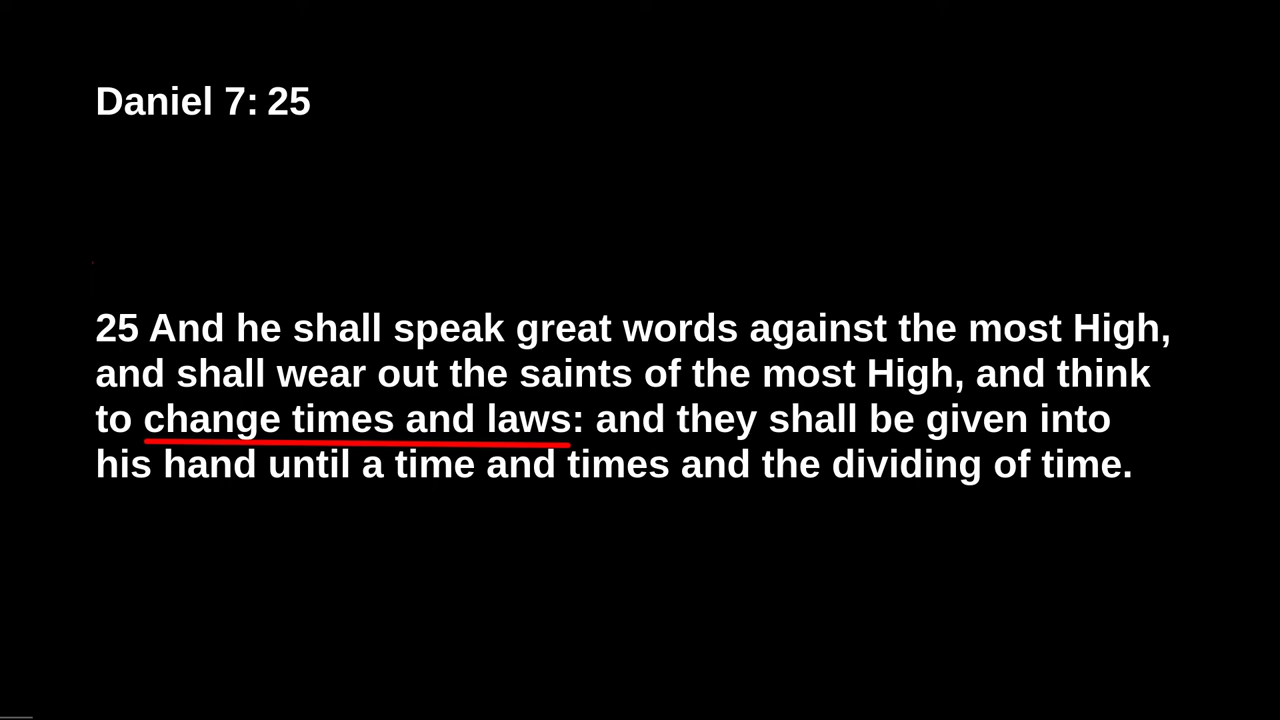 Daniel 7: 25
25 And he shall speak great words against the most High,
and shall wear out the saints of the most High, and think
to change times and laws: and they shall be given into
his hand until a time and times and the dividing of time.